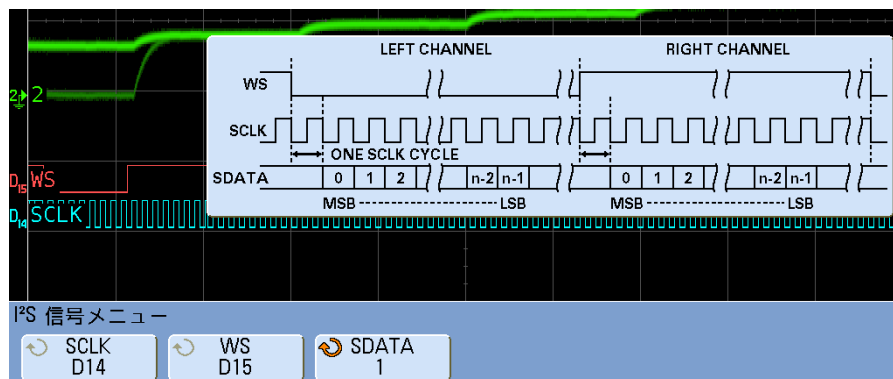 LEFT CHANNEL RIGHT CHANNEL
WS
2 2
SCLK
ONE SCLK CYCLE
D15 WS
SDATA 0 1 2 n-2 n-1 0 1 2 n-2 n-1
MSB LSB MSB LSB
D14 SCLK
I²S 信号メニュー
SCLK WS SDATA
D14 D15 1